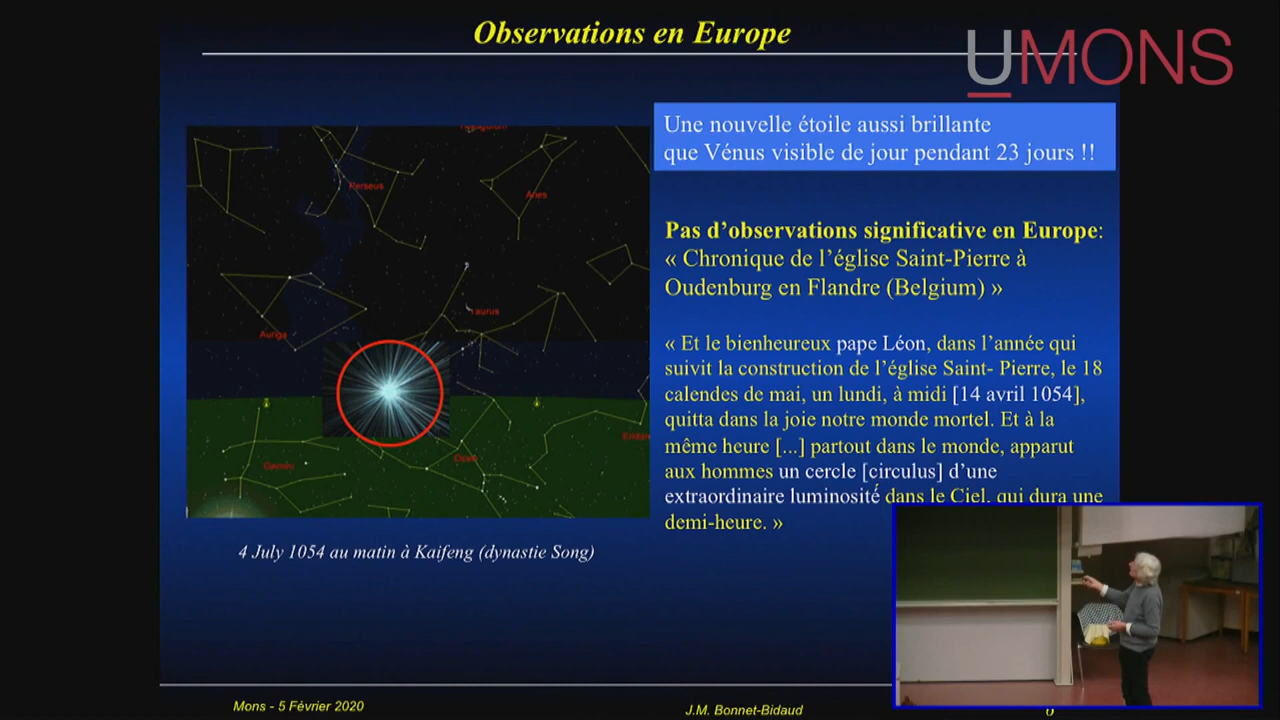 Observations en Europe
UMONS
Une nouvelle étoile aussi brillante
que Vénus visible de jour pendant 23 jours !!
Perseus
Aries
Taurus
Auriga
Gemini
Pas d’observations significative en Europe:
« Chronique de l’église Saint-Pierre à
Oudenburg en Flandre (Belgium) »
« Et le bienheureux pape Léon, dans l’année qui
suivit la construction de l’église Saint- Pierre, le 18
calendes de mai, un lundi, à midi [14 avril 1054],
quitta dans la joie notre monde mortel. Et à la
même heure [...] partout dans le monde, apparut
aux hommes un cercle [circulus] d’une
extraordinaire luminosité dans le Ciel, qui dura une
demi-heure. »
4 July 1054 au matin à Kaifeng (dynastie Song)
Mons - 5 Février 2020
J.M. Bonnet-Bidaud